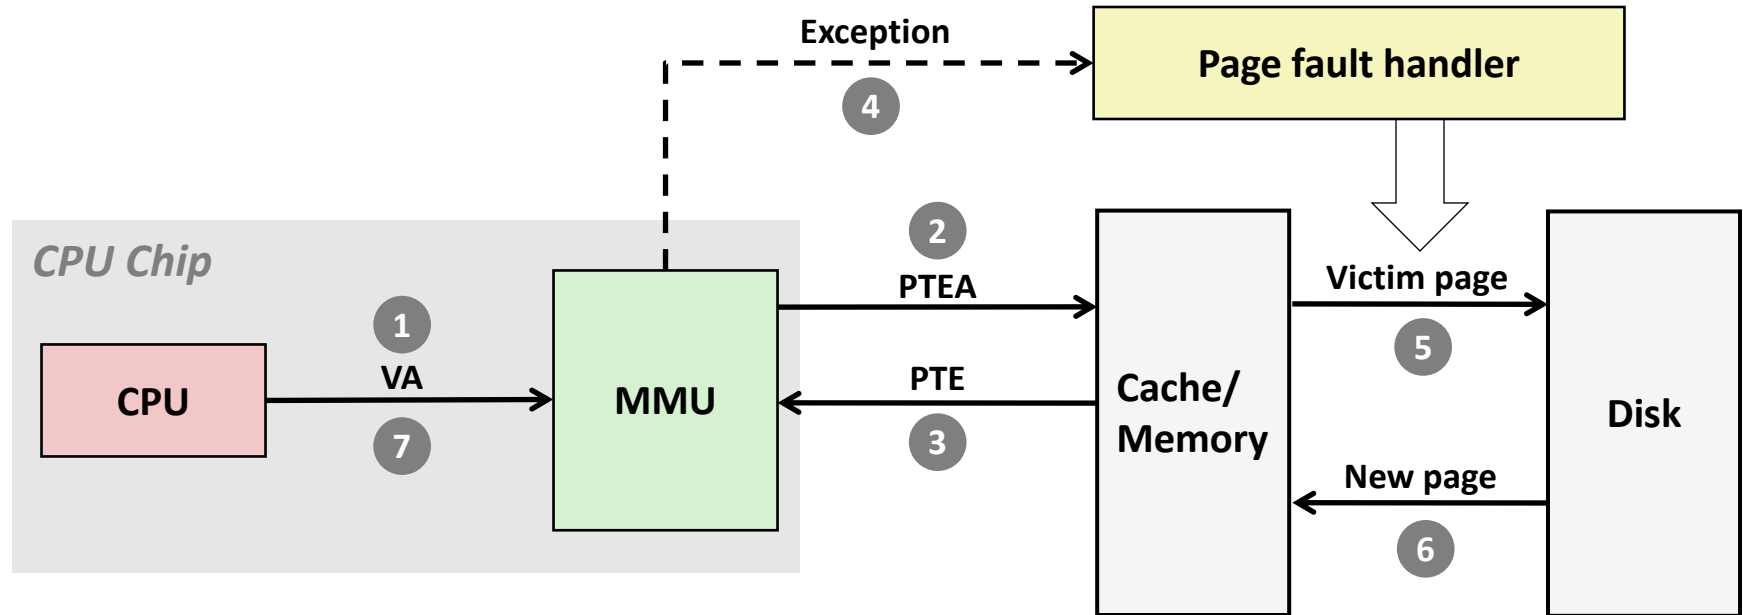 Exception
4
Page fault handler
CPU Chip
2
PTEA
Victim page
5
1
VA
CPU
7
MMU
PTE
3
Cache/
Memory
Disk
New page
6